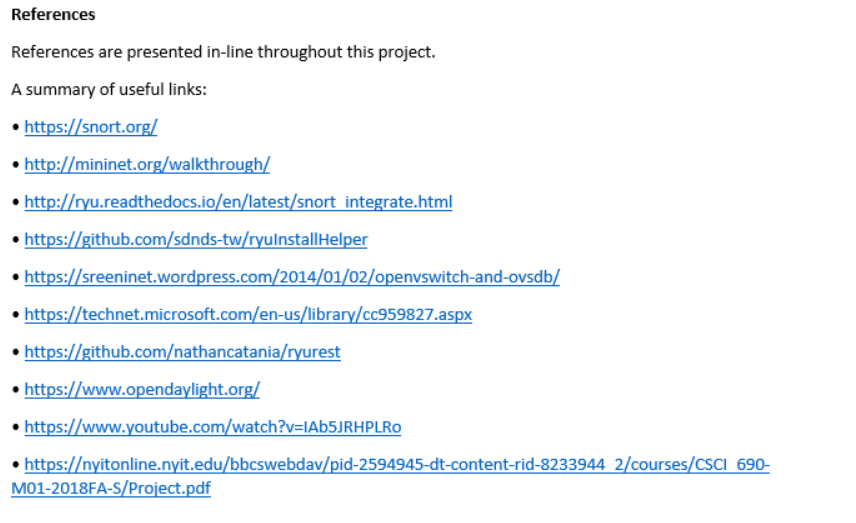 References
References are presented in-line throughout this project.
A summary of useful links:
• https://snort.org/
• http://mininet.org/walkthrough/
• http://ryu.readthedocs.io/en/latest/snort_integrate.html
• https://github.com/sdnds-tw/ryuInstallHelper
• https://sreeninet.wordpress.com/2014/01/02/openvswitch-and-ovsdb/
• https://technet.microsoft.com/en-us/library/cc959827.aspx
• https://github.com/nathancatania/ryurest
• https://www.opendaylight.org/
• https://www.youtube.com/watch?v=IAb5JRHPLRo
• https://nyitonline.nyit.edu/bbcswebdav/pid-2594945-dt-content-rid-8233944_2/courses/CSCI_690-
M01-2018FA-S/Project.pdf